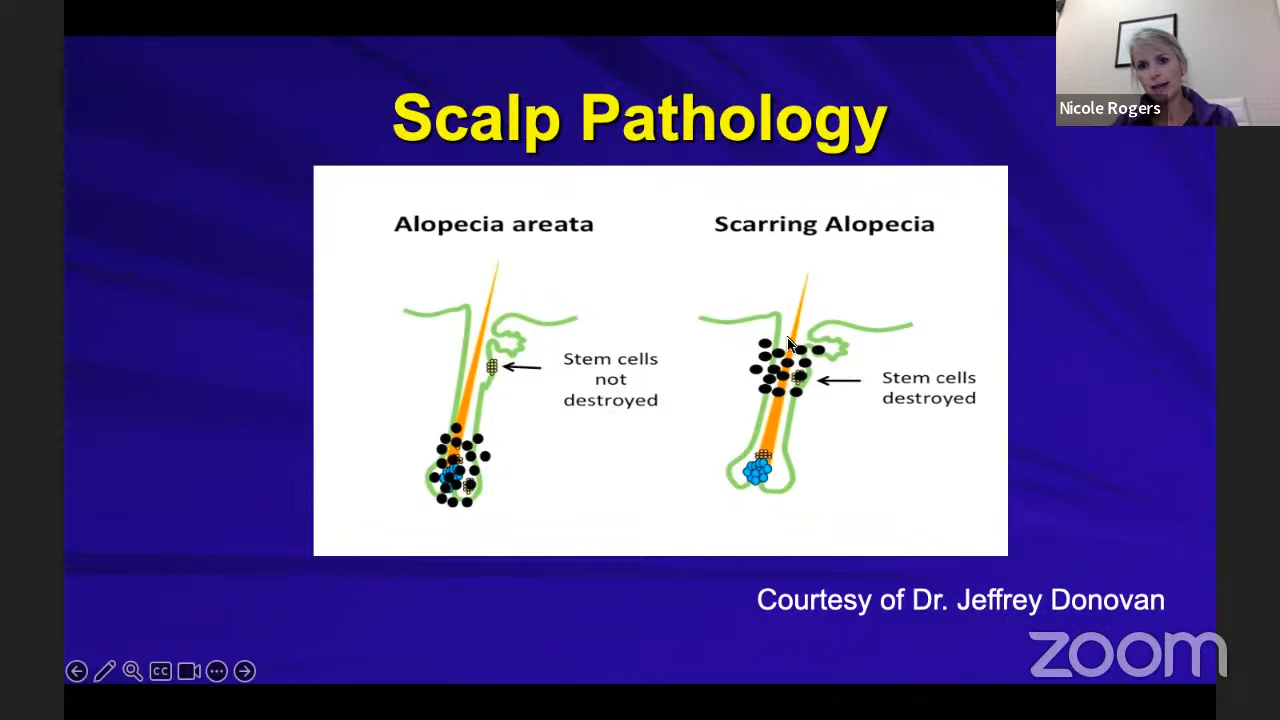 Nicole Rogers
Scalp Pathology
Alopecia areata
Scarring Alopecia
Stem cells
not
destroyed
Stem cells
destroyed
Courtesy of Dr. Jeffrey Donovan
zoom
CC